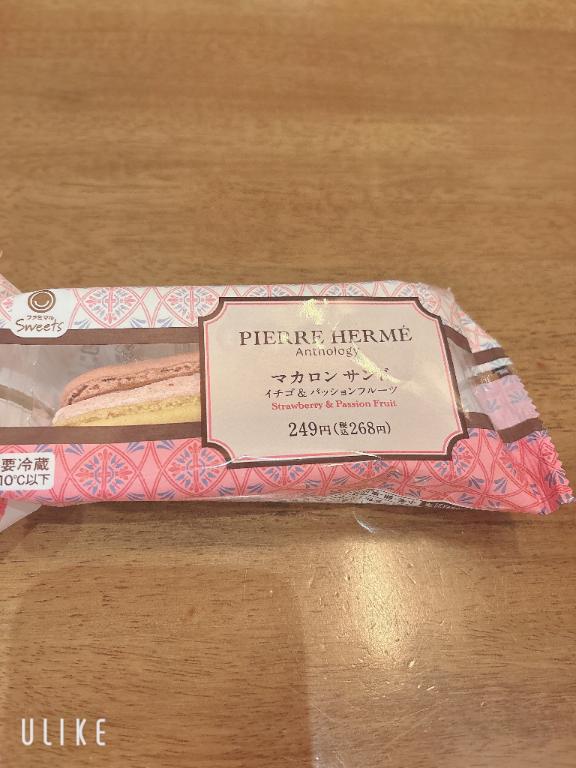 ファミマル
Sweets
PIERRE HERMÉ
Anthology
マカロン サンド
イチゴ & パッションフルーツ
Strawberry & Passion Fruit
249円(税込268円)
要冷蔵
10℃以下
ULIKE